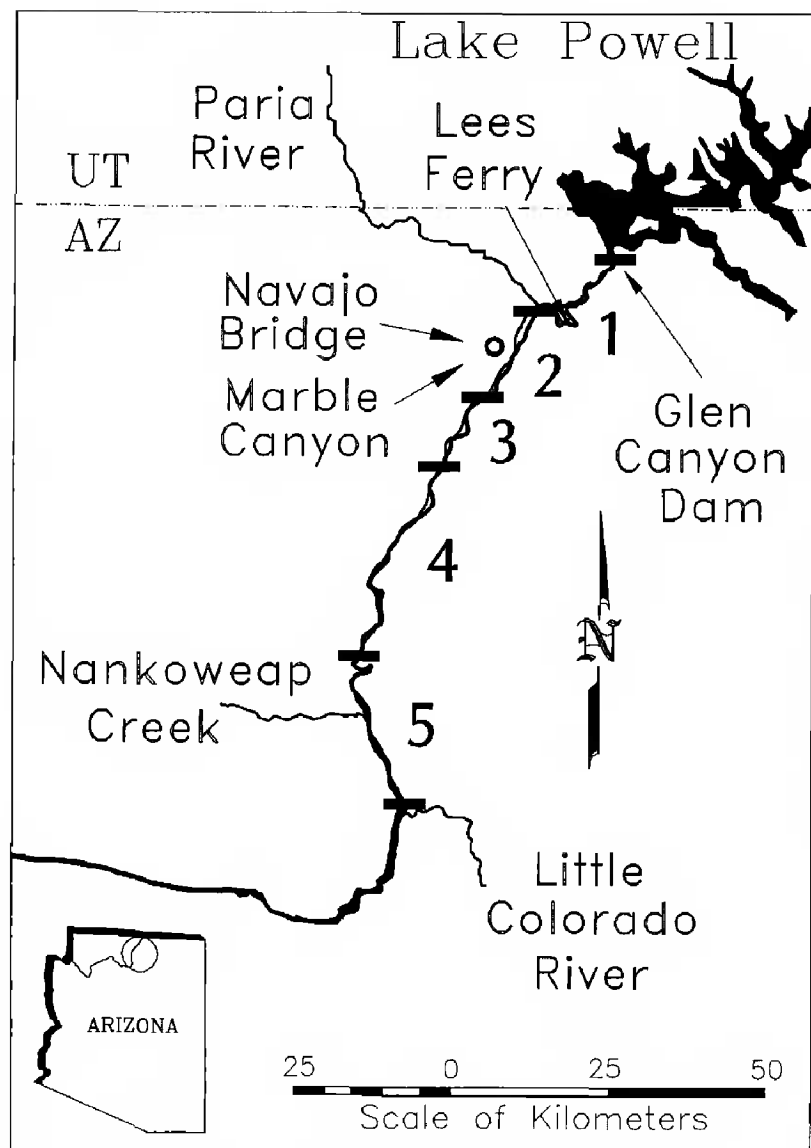 Lake Powell
Paria
River
Lees
Ferry
UT
AZ
Navajo
Bridge
Marble
Canyon
1
2
3
4
5
Glen
Canyon
Dam
N
Nankoweap
Creek
Little
Colorado
River
ARIZONA
25 0 25 50
Scale of Kilometers